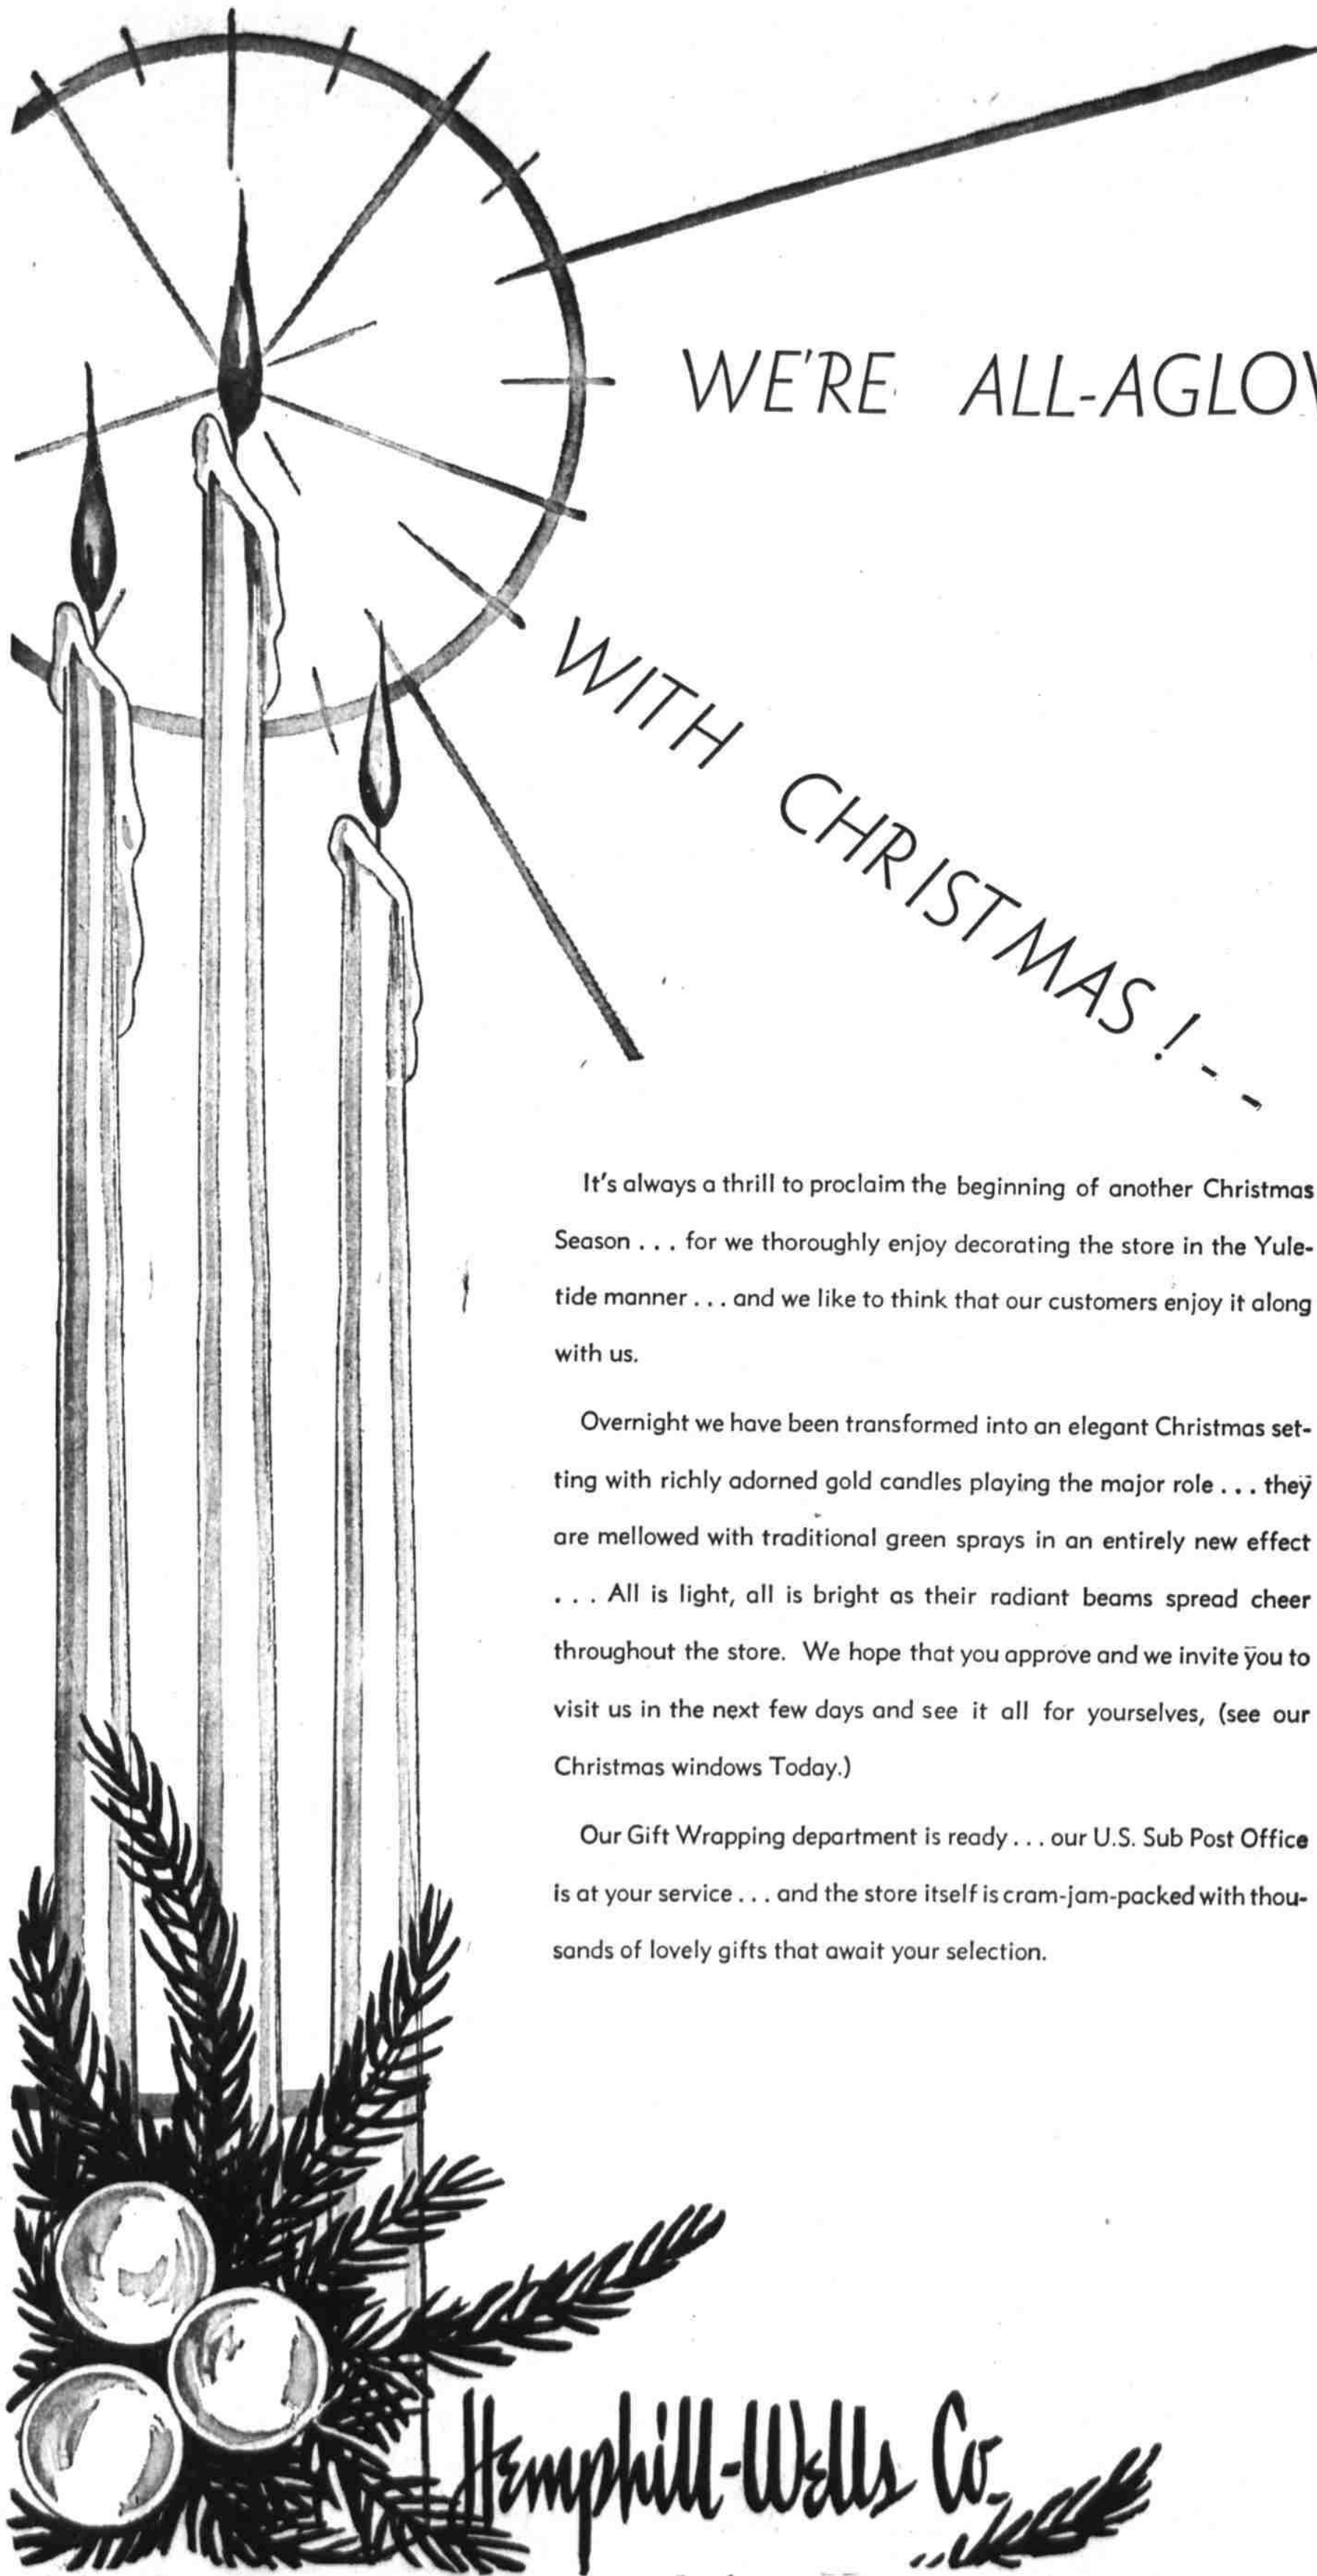 WE'RE ALL-AGLOW
WITH CHRISTMAS ! - -
It's always a thrill to proclaim the beginning of another Christmas
Season . . . for we thoroughly enjoy decorating the store in the Yule-
tide manner . . . and we like to think that our customers enjoy it along
with us.
Overnight we have been transformed into an elegant Christmas set-
ting with richly adorned gold candles playing the major role . . . they
are mellowed with traditional green sprays in an entirely new effect
. . . All is light, all is bright as their radiant beams spread cheer
throughout the store. We hope that you approve and we invite you to
visit us in the next few days and see it all for yourselves, (see our
Christmas windows Today.)
Our Gift Wrapping department is ready . . . our U.S. Sub Post Office
is at your service . . . and the store itself is cram-jam-packed with thou-
sands of lovely gifts that await your selection.
Hemphill-Wells Co.